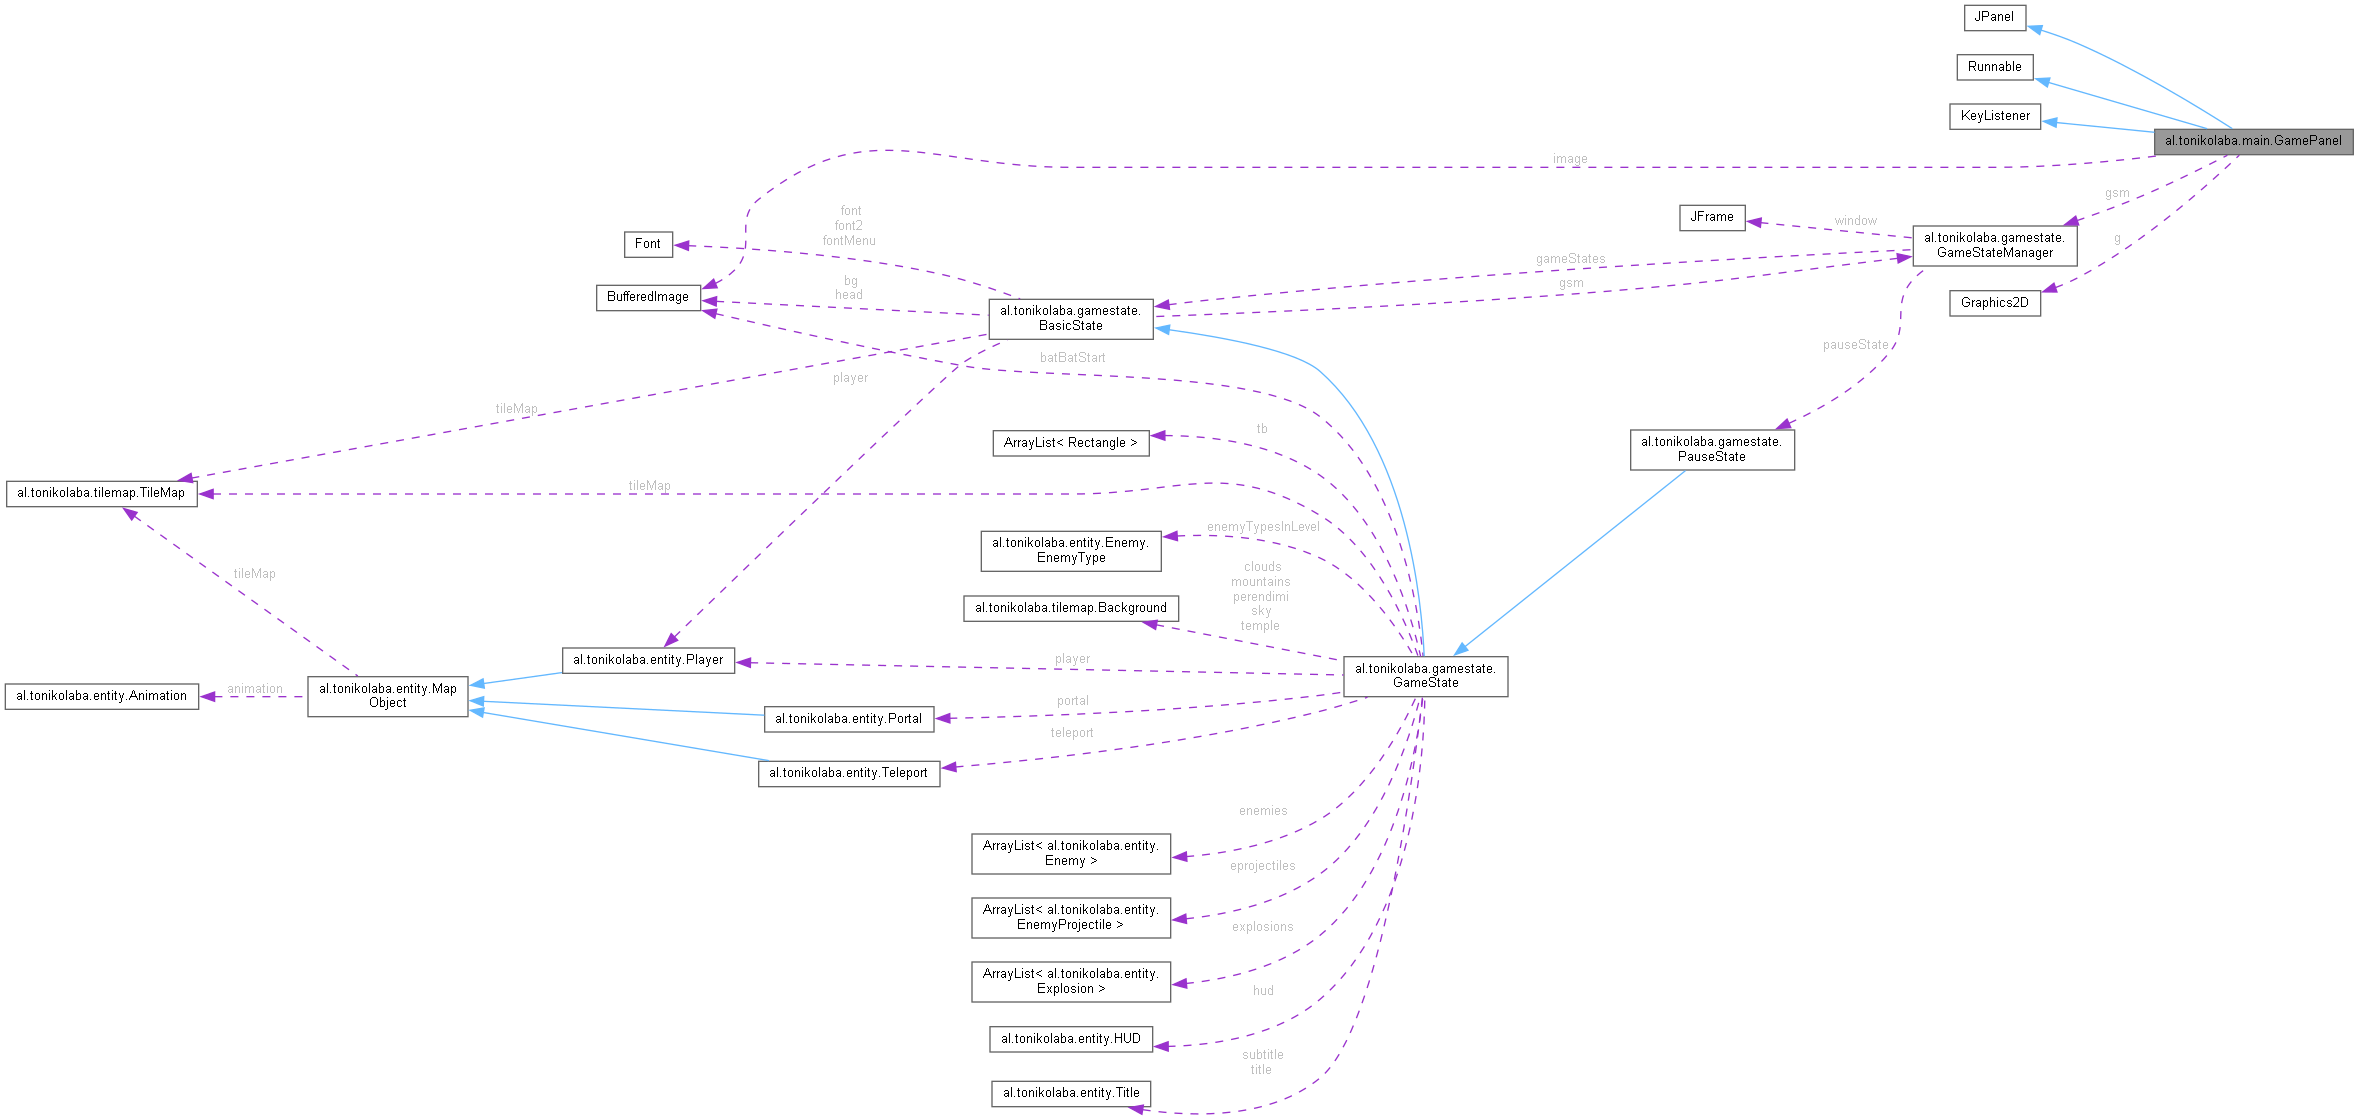 JPanel
Runnable
KeyListener
al.tonikolaba.main.GamePanel
image
gsm
font
font2
fontMenu
JFrame
window
al.tonikolaba.gamestate.
GameStateManager
g
Font
gameStates
bg
head
gsm
BufferedImage
Graphics2D
al.tonikolaba.gamestate.
BasicState
pauseState
batBatStart
player
tileMap
tb
ArrayList< Rectangle >
al.tonikolaba.gamestate.
PauseState
al.tonikolaba.tilemap.TileMap
tileMap
enemyTypesInLevel
al.tonikolaba.entity.Enemy.
EnemyType
tileMap
clouds
mountains
perendimi
sky
temple
al.tonikolaba.tilemap.Background
al.tonikolaba.entity.Player
player
al.tonikolaba.gamestate.
GameState
al.tonikolaba.entity.Animation
animation
al.tonikolaba.entity.Map
Object
portal
al.tonikolaba.entity.Portal
teleport
al.tonikolaba.entity.Teleport
enemies
ArrayList< al.tonikolaba.entity.
Enemy >
eprojectiles
ArrayList< al.tonikolaba.entity.
EnemyProjectile >
explosions
ArrayList< al.tonikolaba.entity.
Explosion >
hud
al.tonikolaba.entity.HUD
subtitle
title
al.tonikolaba.entity.Title